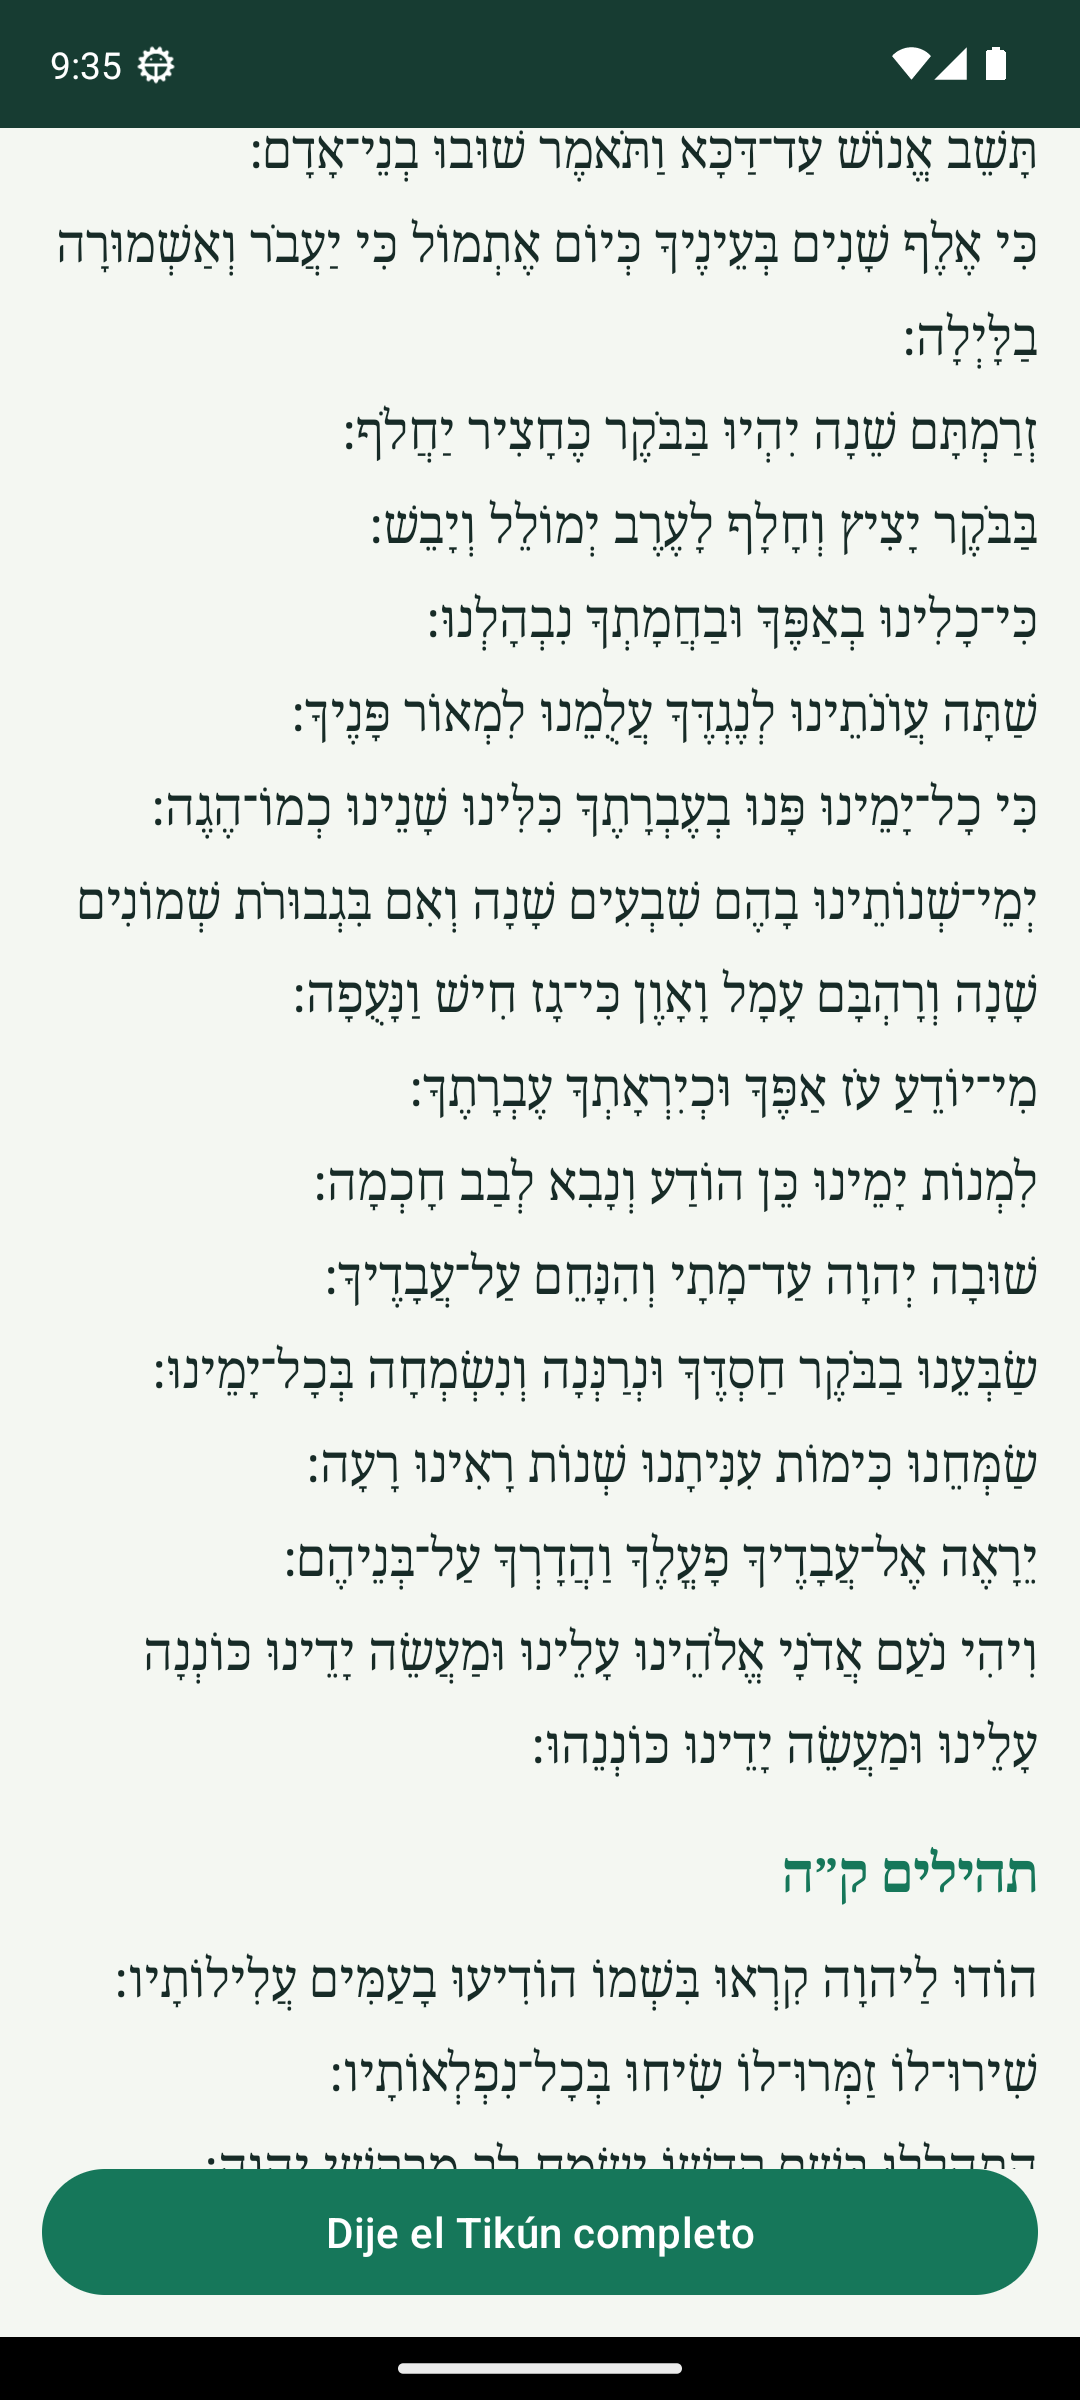 9:35
תָּשֵׁב אֱנוֹשׁ עַד־דַּכָּא וַתֹּאמֶר שׁוּבוּ בְנֵי־אָדָם׃
כִּי אֶלֶף שָׁנִים בְּעֵינֶיךָ כְּיוֹם אֶתְמוֹל כִּי יַעֲבֹר וְאַשְׁמוּרָה
בַלָּיְלָה׃
זְרַמְתָּם שֵׁנָה יִהְיוּ בַּבֹּקֶר כֶּחָצִיר יַחֲלֹף׃
בַּבֹּקֶר יָצִיץ וְחָלָף לָעֶרֶב יְמוֹלֵל וְיָבֵשׁ׃
כִּי־כָלִינוּ בְאַפֶּךָ וּבַחֲמָתְךָ נִבְהָלְנוּ׃
שַׁתָּה עֲוֺנֹתֵינוּ לְנֶגְדֶּךָ עֲלֻמֵנוּ לִמְאוֹר פָּנֶיךָ׃
כִּי כָל־יָמֵינוּ פָּנוּ בְעֶבְרָתֶךָ כִּלִּינוּ שָׁנֵינוּ כְמוֹ־הֶגֶה׃
יְמֵי־שְׁנוֹתֵינוּ בָהֶם שִׁבְעִים שָׁנָה וְאִם בִּגְבוּרֹת שְׁמוֹנִים
שָׁנָה וְרָהְבָּם עָמָל וָאָוֶן כִּי־גָז חִישׁ וַנָּעֻפָה׃
מִי־יוֹדֵעַ עֹז אַפֶּךָ וּכְיִרְאָתְךָ עֶבְרָתֶךָ׃
לִמְנוֹת יָמֵינוּ כֵּן הוֹדַע וְנָבִא לְבַב חָכְמָה׃
שׁוּבָה יְהוָה עַד־מָתָי וְהִנָּחֵם עַל־עֲבָדֶיךָ׃
שַׂבְּעֵנוּ בַבֹּקֶר חַסְדֶּךָ וּנְרַנְּנָה וְנִשְׂמְחָה בְּכָל־יָמֵינוּ׃
שַׂמְּחֵנוּ כִּימוֹת עִנִּיתָנוּ שְׁנוֹת רָאִינוּ רָעָה׃
יֵרָאֶה אֶל־עֲבָדֶיךָ פָעֳלֶךָ וַהֲדָרְךָ עַל־בְּנֵיהֶם׃
וִיהִי נֹעַם אֲדֹנָי אֱלֹהֵינוּ עָלֵינוּ וּמַעֲשֵׂה יָדֵינוּ כּוֹנְנָה
עָלֵינוּ וּמַעֲשֵׂה יָדֵינוּ כּוֹנְנֵהוּ׃
תהילים ק״ה
הוֹדוּ לַיהוָה קִרְאוּ בִּשְׁמוֹ הוֹדִיעוּ בָעַמִּים עֲלִילוֹתָיו׃
שִׁירוּ־לוֹ זַמְּרוּ־לוֹ שִׂיחוּ בְּכָל־נִפְלְאוֹתָיו׃
Dije el Tikún completo